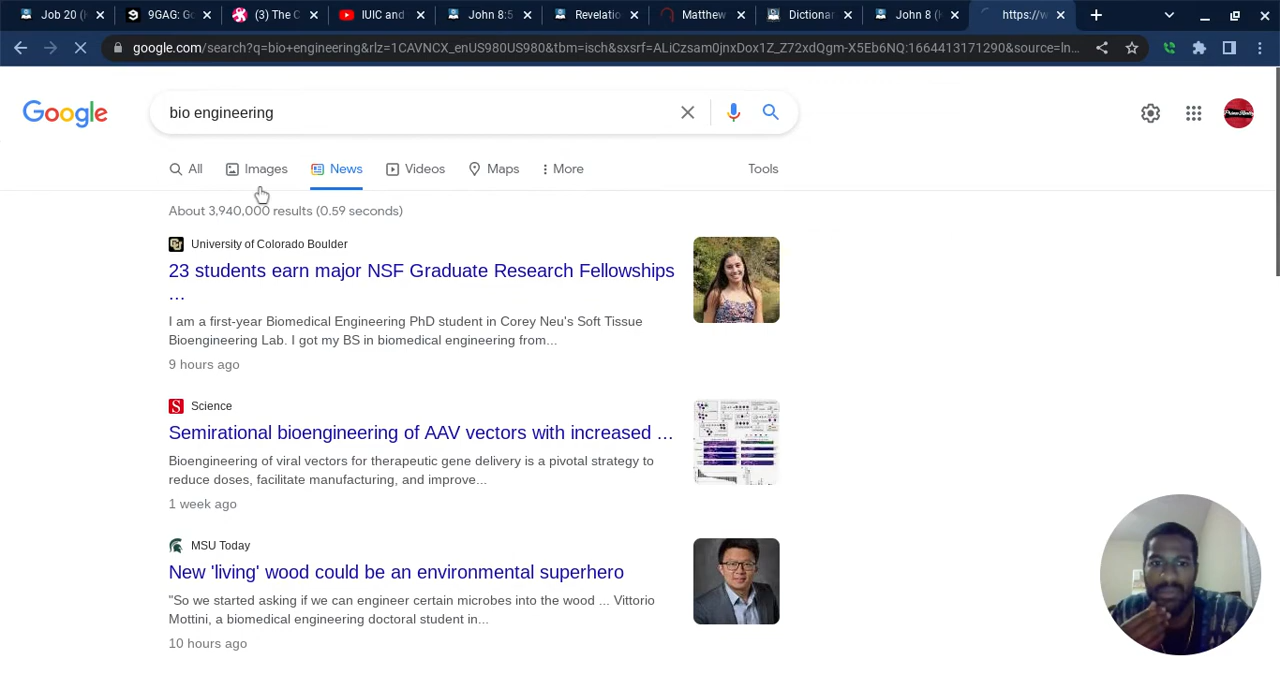 Job 20 (I
9GAG: Go
(3) The C
IUIC and
John 8:5
Revelatio
Matthew
Dictionar
John 8 (I
https://w
google.com/search?q=bio+engineering&rlz=1CAVNCX_enUS980US980&tbm=isch&sxsrf=ALiCzsam0jnxDox1Z_Z72xdQgm-X5Eb6NQ:1664413171290&source=ln...
Google
bio engineering
All
Images
News
Videos
Maps
More
Tools
About 3,940,000 results (0.59 seconds)
University of Colorado Boulder
23 students earn major NSF Graduate Research Fellowships
...
I am a first-year Biomedical Engineering PhD student in Corey Neu's Soft Tissue
Bioengineering Lab. I got my BS in biomedical engineering from...
9 hours ago
Science
Semirational bioengineering of AAV vectors with increased ...
Bioengineering of viral vectors for therapeutic gene delivery is a pivotal strategy to
reduce doses, facilitate manufacturing, and improve...
1 week ago
MSU Today
New 'living' wood could be an environmental superhero
"So we started asking if we can engineer certain microbes into the wood ... Vittorio
Mottini, a biomedical engineering doctoral student in...
10 hours ago